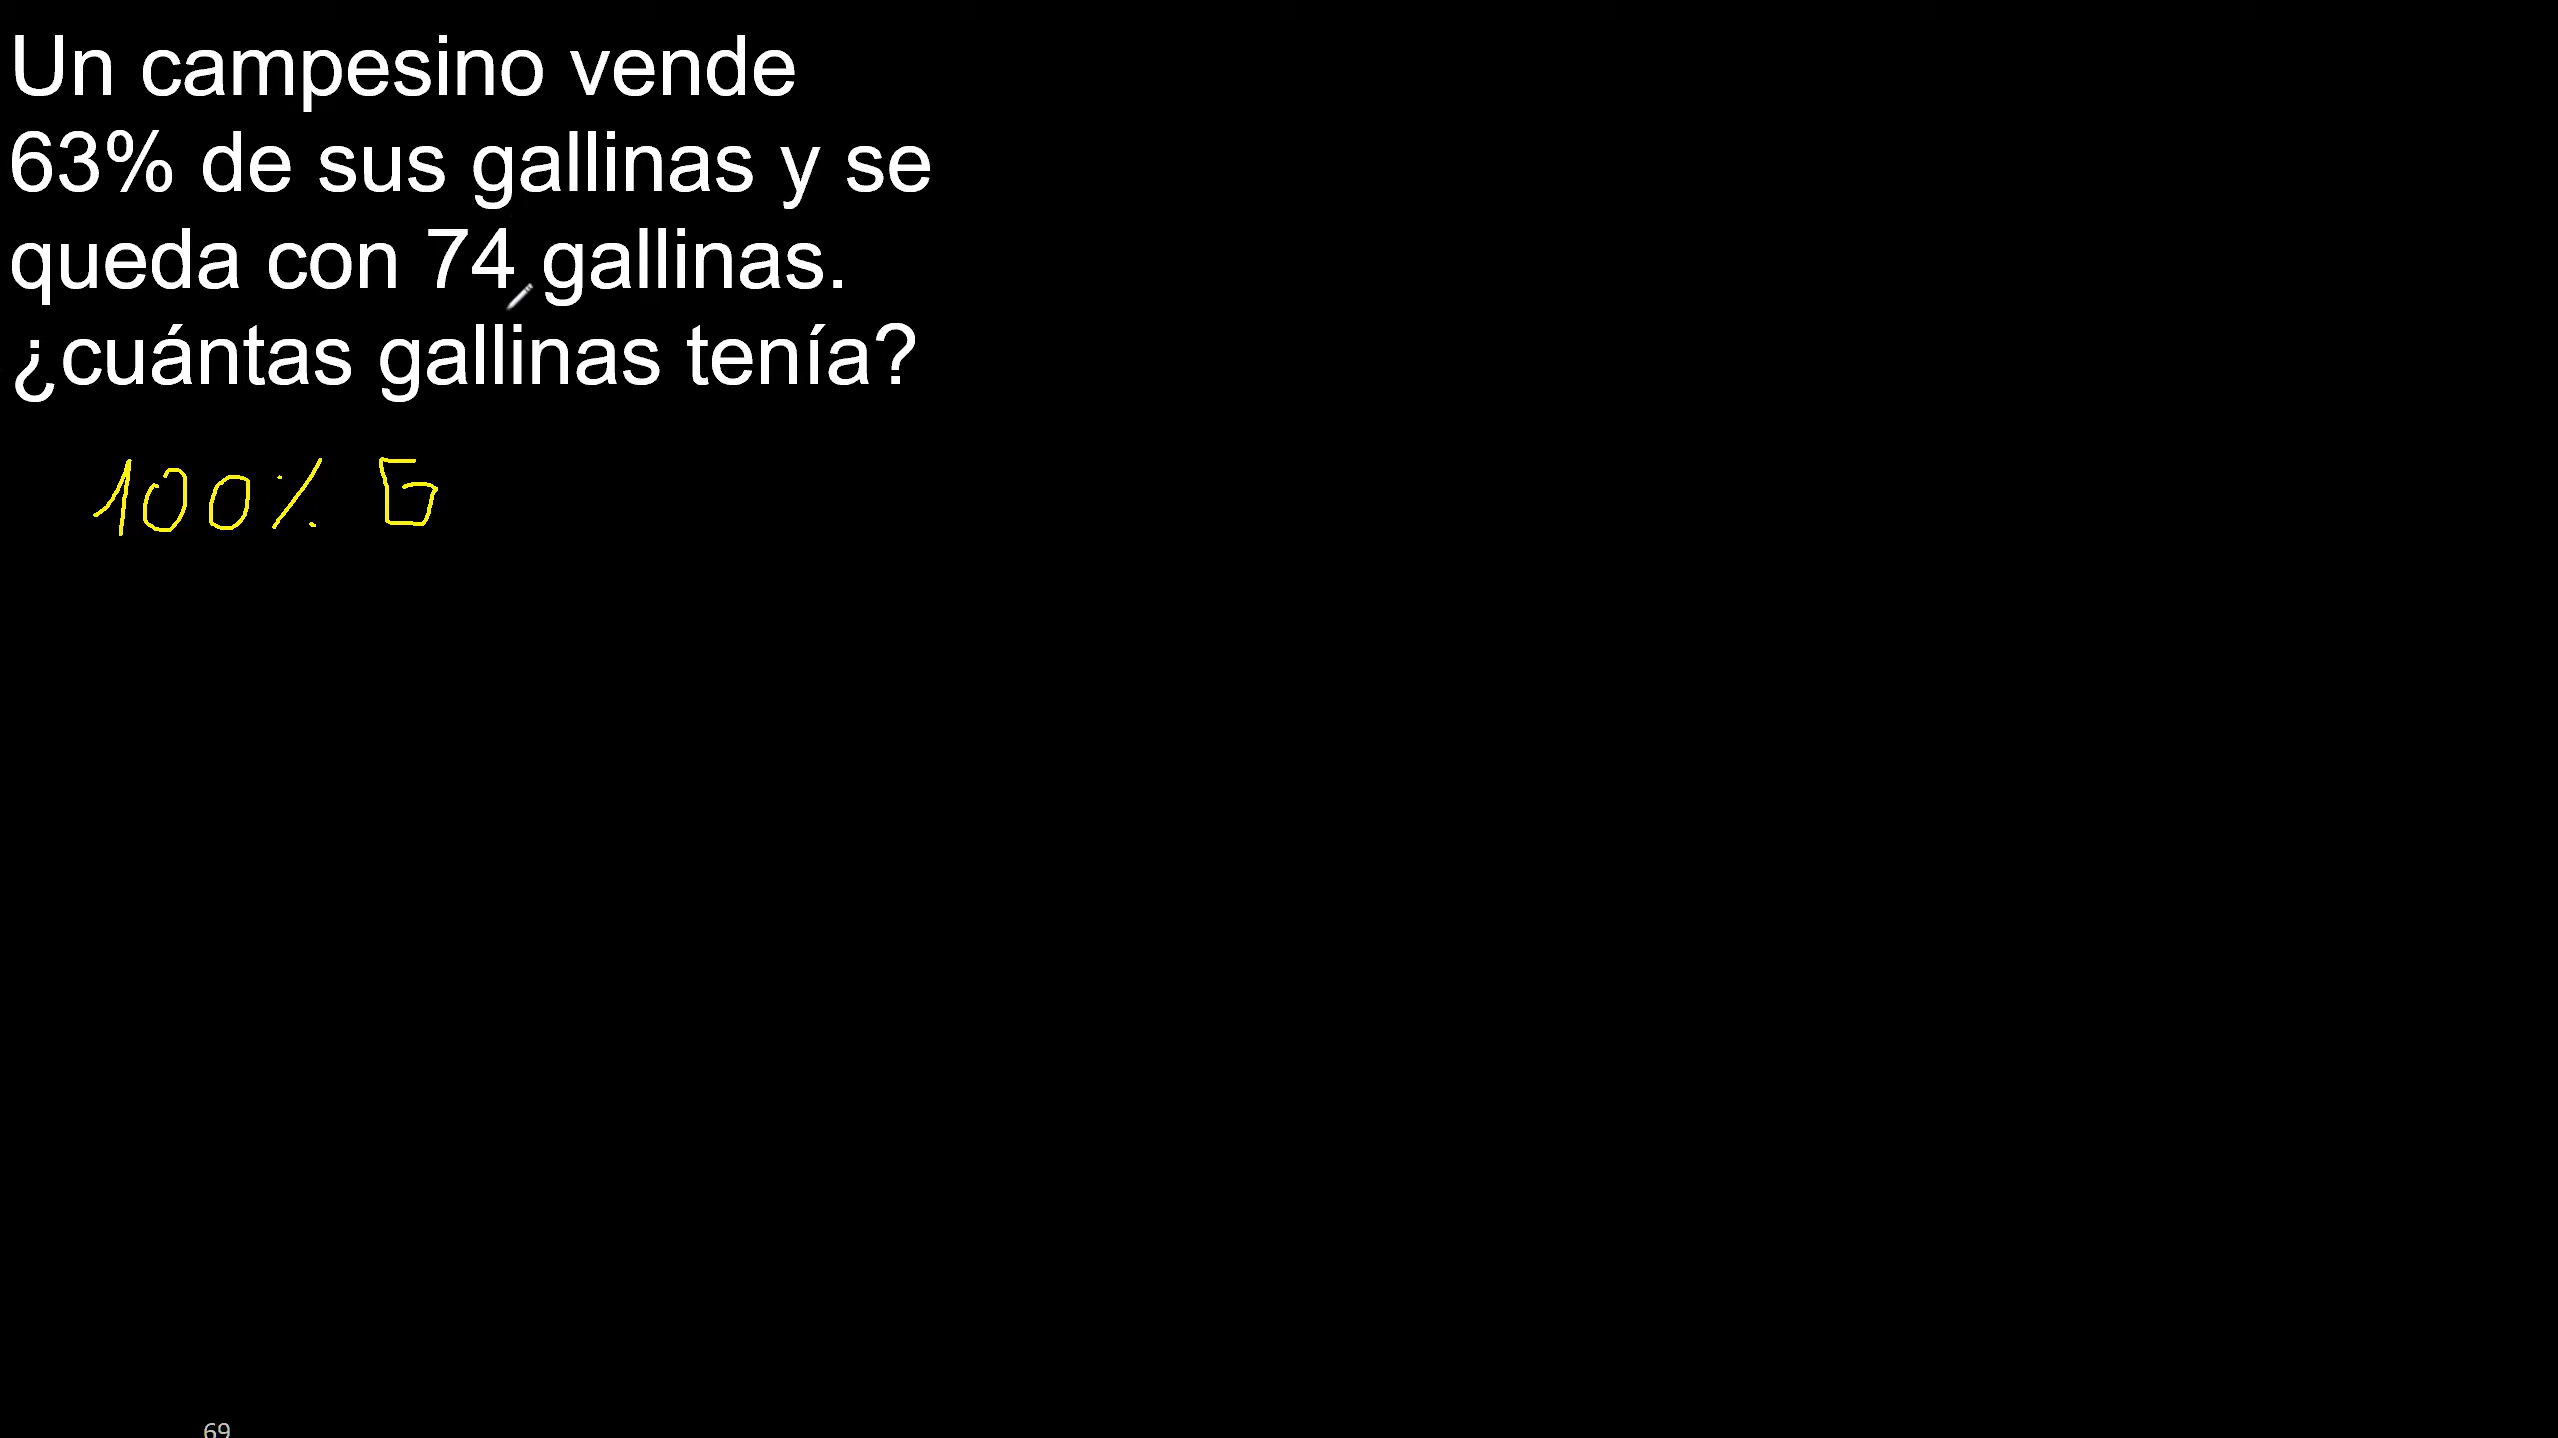 Un campesino vende
63% de sus gallinas y se
queda con 74 gallinas.
¿cuántas gallinas tenía?
100% G
69